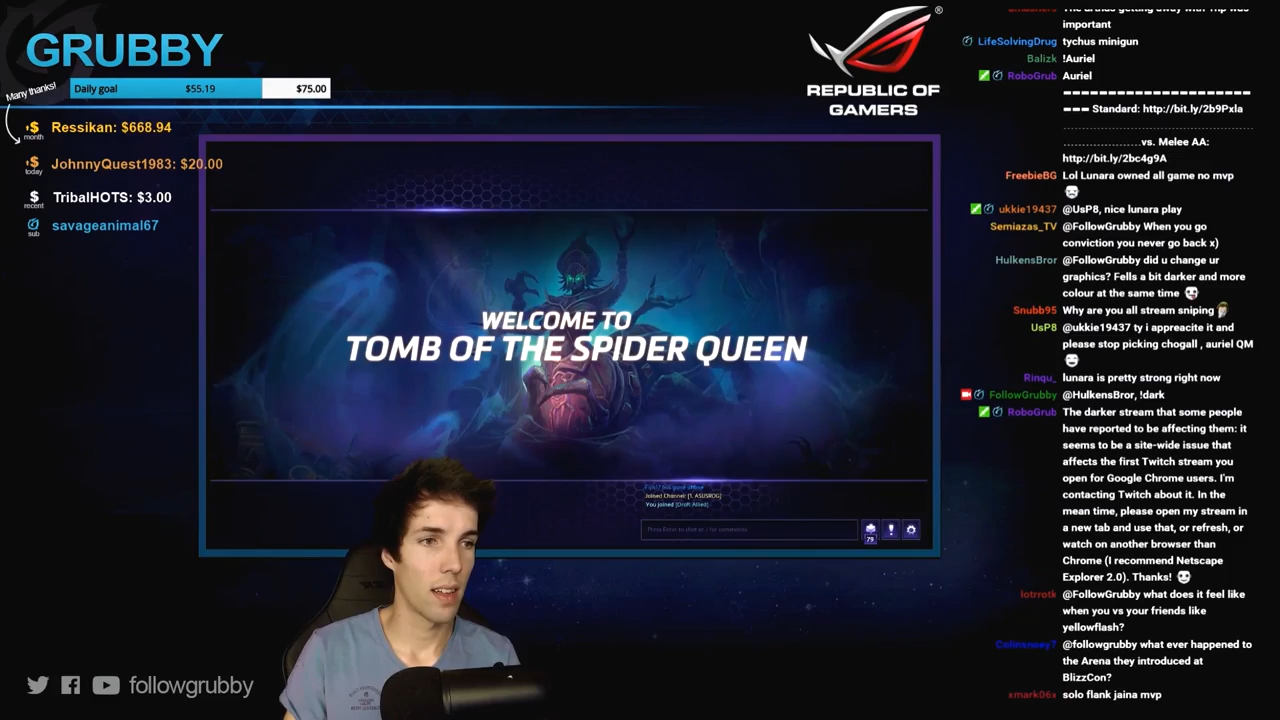 GRUBBY
Many thanks!
Daily goal $55.19 $75.00
month Ressikan: $668.94
today JohnnyQuest1983: $20.00
recent TribalHOTS: $3.00
sub savageanimal67
REPUBLIC OF
GAMERS
®
WELCOME TO
TOMB OF THE SPIDER QUEEN
Joined Channel: [1. ASUSROG]
You joined [Draft Allied]
Press Enter to chat or / for commands
79
followgrubby
important
LifeSolvingDrug tychus minigun
Balizk !Auriel
RoboGrub Auriel
Standard: http://bit.ly/2b9Pxla
vs. Melee AA:
http://bit.ly/2bc4g9A
FreebieBG Lol Lunara owned all game no mvp
ukkie19437 @UsP8, nice lunara play
Semiazas_TV @FollowGrubby When you go
conviction you never go back x)
HulkensBror @FollowGrubby did u change ur
graphics? Fells a bit darker and more
colour at the same time
Snubb95 Why are you all stream sniping
UsP8 @ukkie19437 ty i appreacite it and
please stop picking chogall , auriel QM
Rinqu_ lunara is pretty strong right now
FollowGrubby @HulkensBror, !dark
RoboGrub The darker stream that some people
have reported to be affecting them: it
seems to be a site-wide issue that
affects the first Twitch stream you
open for Google Chrome users. I'm
contacting Twitch about it. In the
mean time, please open my stream in
a new tab and use that, or refresh, or
watch on another browser than
Chrome (I recommend Netscape
Explorer 2.0). Thanks!
lotrrotk @FollowGrubby what does it feel like
when you vs your friends like
yellowflash?
Colinsnoey7 @followgrubby what ever happened to
the Arena they introduced at
BlizzCon?
xmark06x solo flank jaina mvp